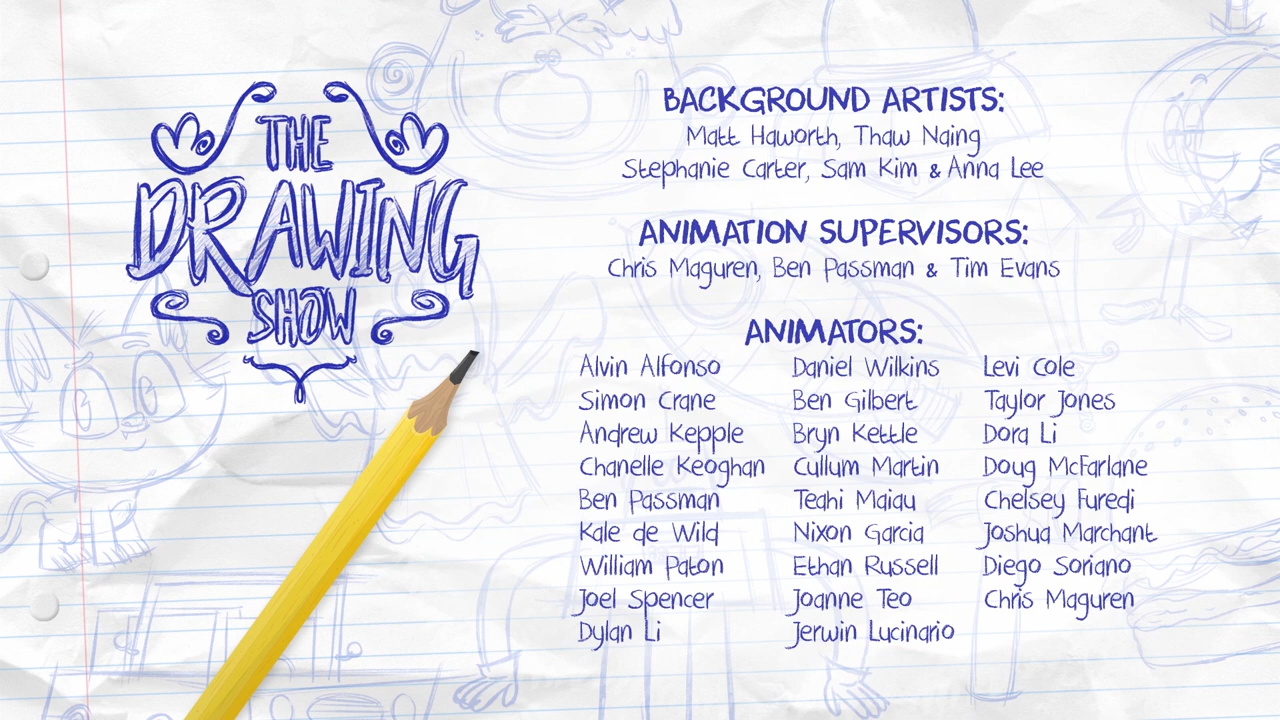 THE
DRAWING
SHOW
BACKGROUND ARTISTS:
Matt Haworth, Thaw Naing
Stephanie Carter, Sam Kim & Anna Lee
ANIMATION SUPERVISORS:
Chris Maguren, Ben Passman & Tim Evans
ANIMATORS:
Alvin Alfonso
Simon Crane
Andrew Kepple
Chanelle Keoghan
Ben Passman
Kale de Wild
William Paton
Joel Spencer
Dylan Li
Daniel Wilkins
Ben Gilbert
Bryn Kettle
Cullum Martin
Teahi Maiau
Nixon Garcia
Ethan Russell
Joanne Teo
Jerwin Lucinario
Levi Cole
Taylor Jones
Dora Li
Doug McFarlane
Chelsey Furedi
Joshua Marchant
Diego Soriano
Chris Maguren